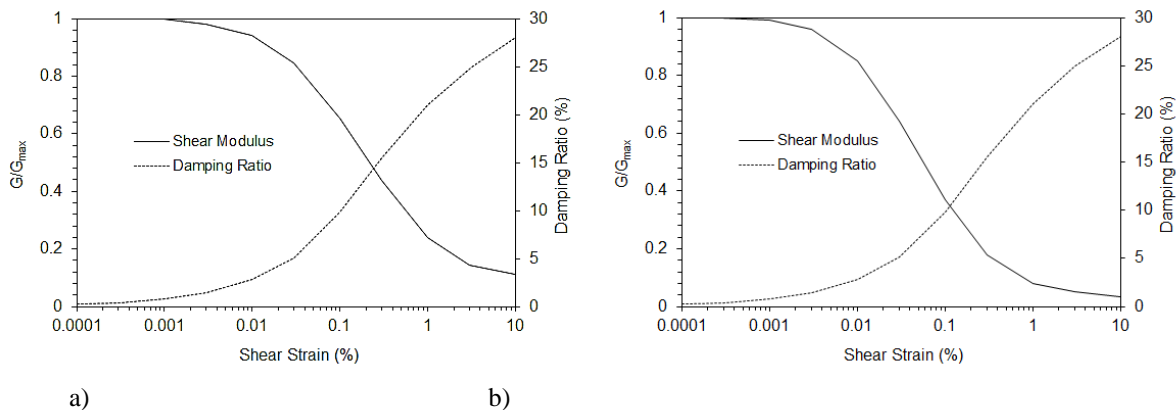 1
0.8
0.6
0.4
0.2
0
G/Gmax
30
25
20
15
10
5
0
Damping Ratio (%)
Shear Modulus
Damping Ratio
0.0001 0.001 0.01 0.1 1 10
Shear Strain (%)
a)
1
0.8
0.6
0.4
0.2
0
G/Gmax
30
25
20
15
10
5
0
Damping Ratio (%)
Shear Modulus
Damping Ratio
0.0001 0.001 0.01 0.1 1 10
Shear Strain (%)
b)